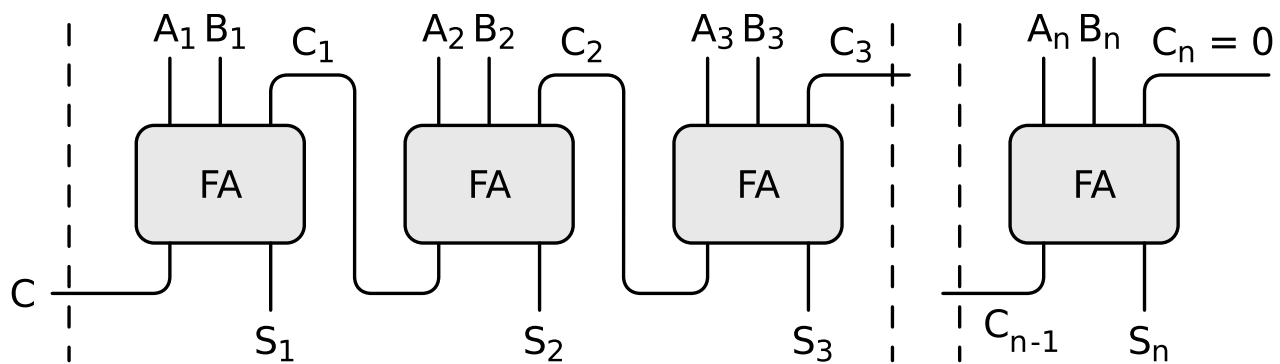 A₁ B₁ C₁ A₂ B₂ C₂ A₃ B₃ C₃ Aₙ Bₙ Cₙ = 0
FA FA FA FA
C Cₙ₋₁
S₁ S₂ S₃ Sₙ